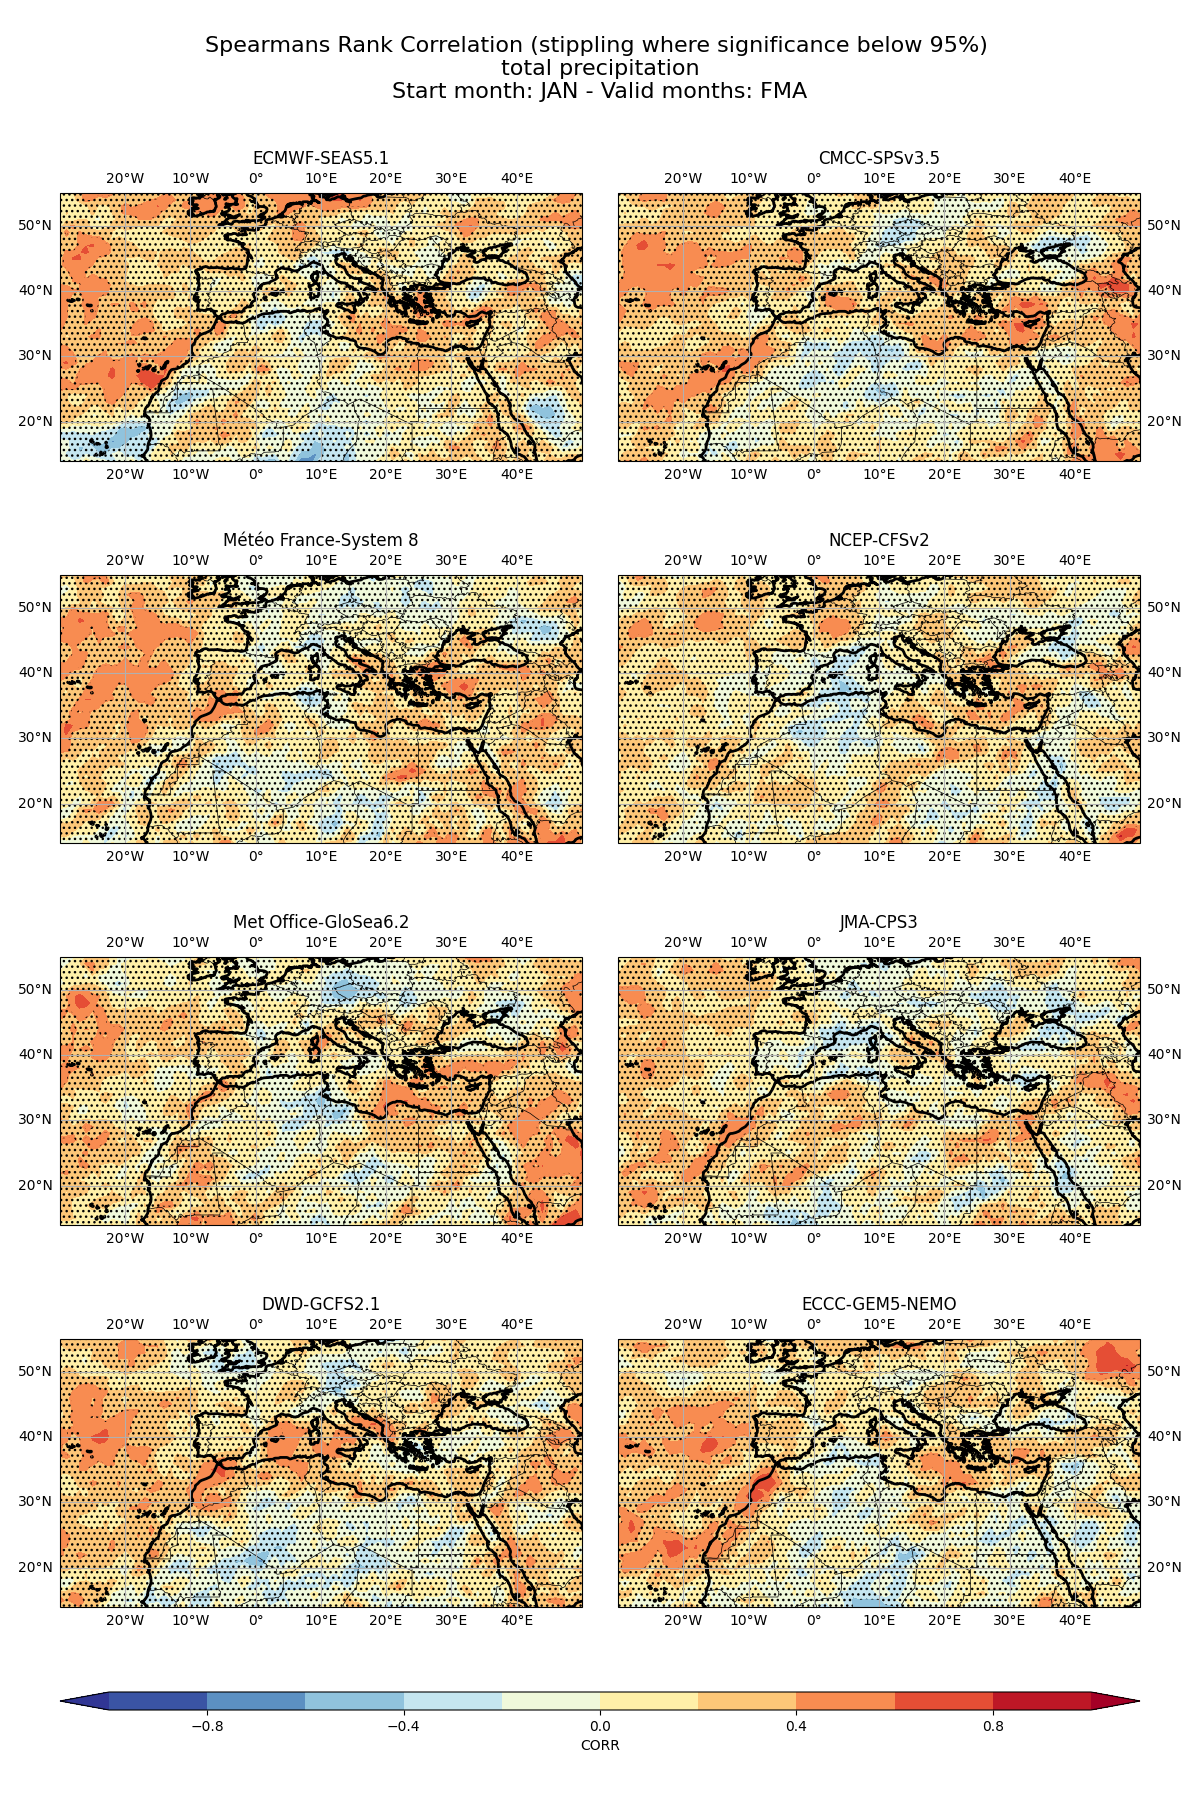 Spearmans Rank Correlation (stippling where significance below 95%)
total precipitation
Start month: JAN - Valid months: FMA
ECMWF-SEAS5.1
20°W 10°W 0° 10°E 20°E 30°E 40°E
50°N
40°N
30°N
20°N
20°W 10°W 0° 10°E 20°E 30°E 40°E
CMCC-SPSv3.5
20°W 10°W 0° 10°E 20°E 30°E 40°E
50°N
40°N
30°N
20°N
20°W 10°W 0° 10°E 20°E 30°E 40°E
Météo France-System 8
20°W 10°W 0° 10°E 20°E 30°E 40°E
50°N
40°N
30°N
20°N
20°W 10°W 0° 10°E 20°E 30°E 40°E
NCEP-CFSv2
20°W 10°W 0° 10°E 20°E 30°E 40°E
50°N
40°N
30°N
20°N
20°W 10°W 0° 10°E 20°E 30°E 40°E
Met Office-GloSea6.2
20°W 10°W 0° 10°E 20°E 30°E 40°E
50°N
40°N
30°N
20°N
20°W 10°W 0° 10°E 20°E 30°E 40°E
JMA-CPS3
20°W 10°W 0° 10°E 20°E 30°E 40°E
50°N
40°N
30°N
20°N
20°W 10°W 0° 10°E 20°E 30°E 40°E
DWD-GCFS2.1
20°W 10°W 0° 10°E 20°E 30°E 40°E
50°N
40°N
30°N
20°N
20°W 10°W 0° 10°E 20°E 30°E 40°E
ECCC-GEM5-NEMO
20°W 10°W 0° 10°E 20°E 30°E 40°E
50°N
40°N
30°N
20°N
20°W 10°W 0° 10°E 20°E 30°E 40°E
−0.8 −0.4 0.0 0.4 0.8
CORR